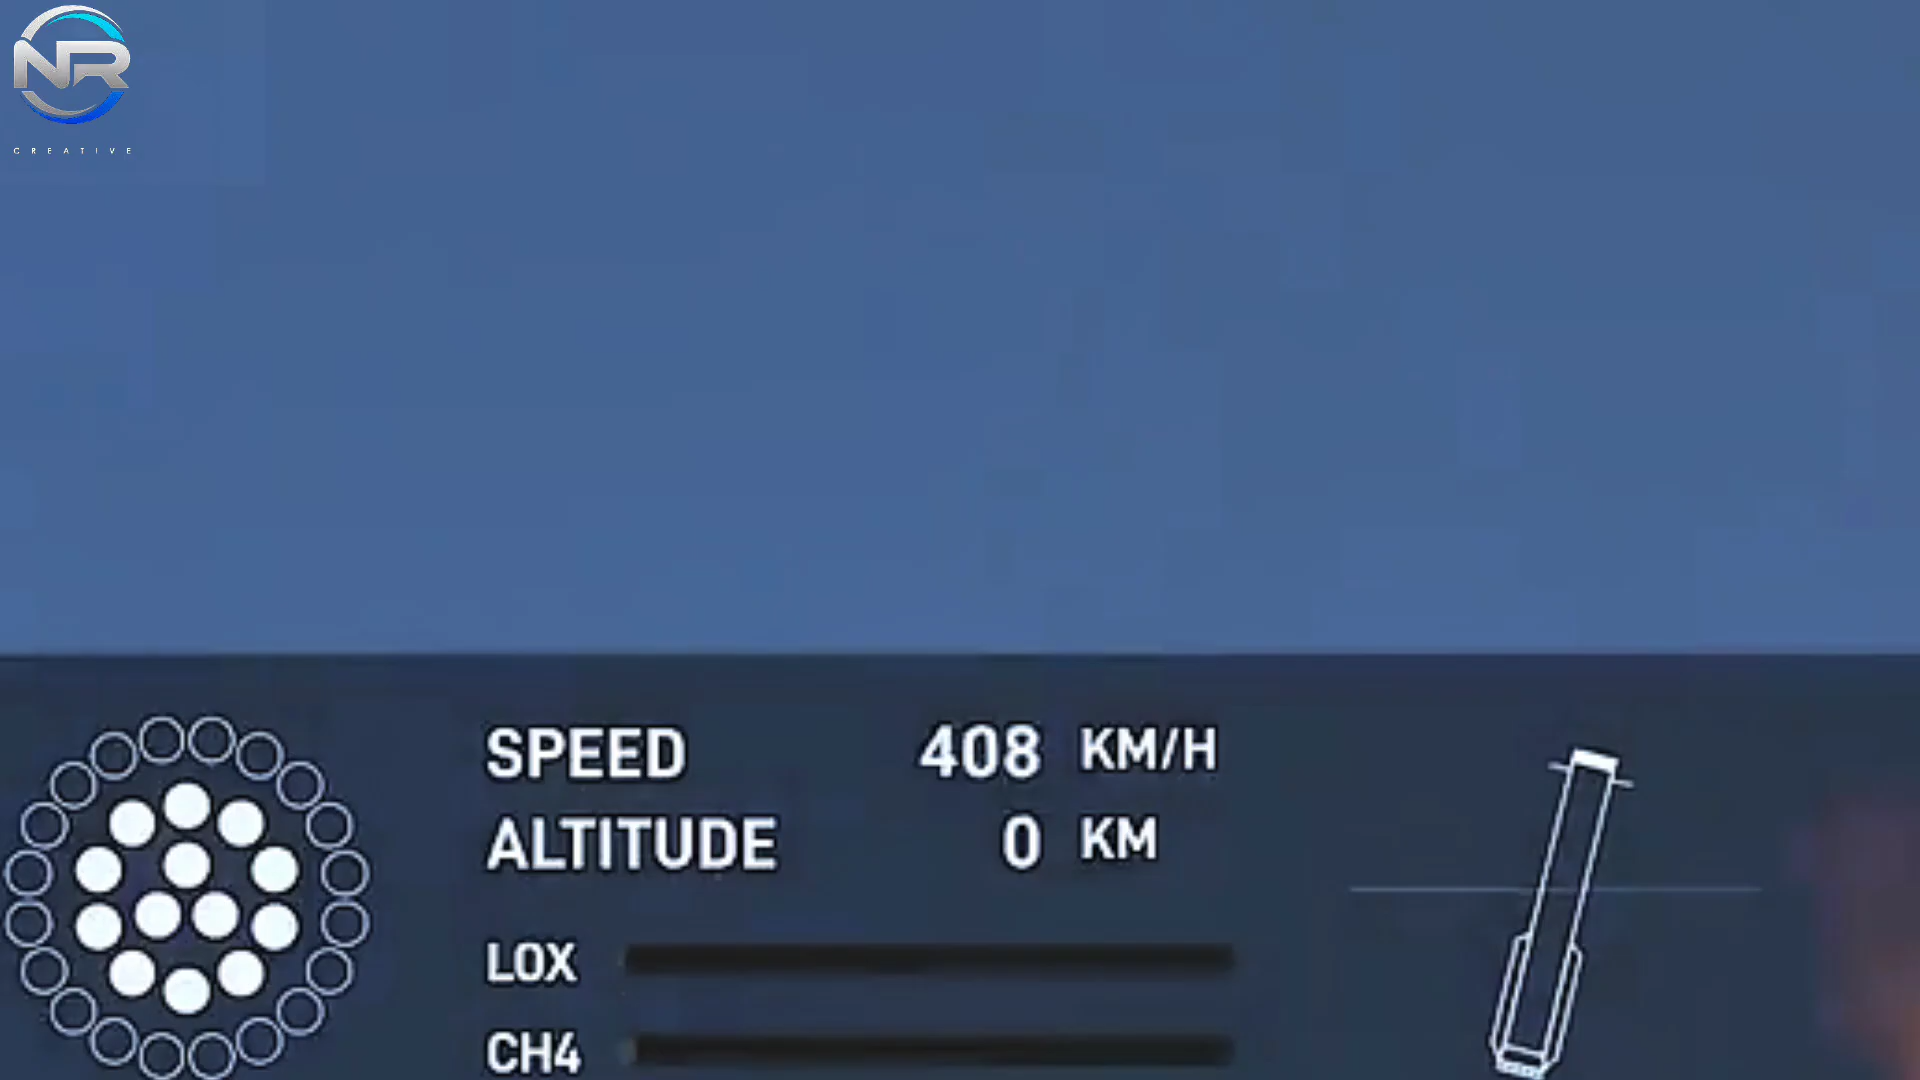 NR
CREATIVE
SPEED 408 KM/H
ALTITUDE 0 KM
LOX
CH4